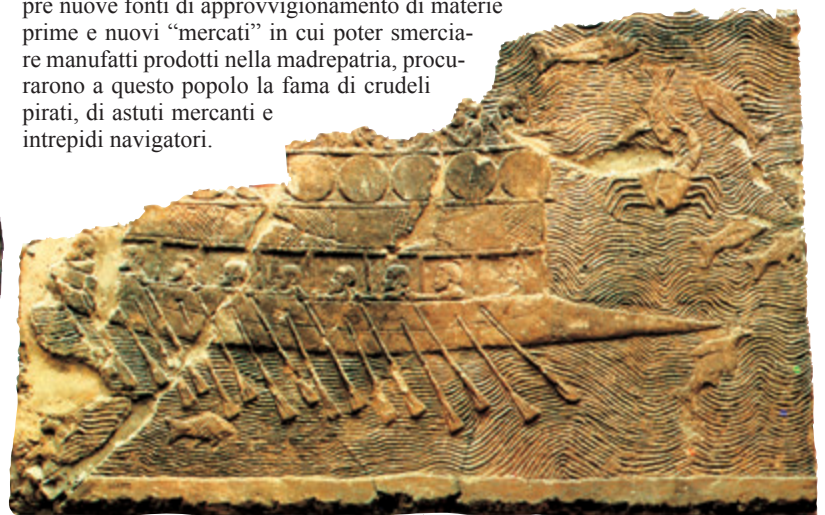 pre nuove fonti di approvvigionamento di materie
prime e nuovi “mercati” in cui poter smercia-
re manufatti prodotti nella madrepatria, procu-
rarono a questo popolo la fama di crudeli
pirati, di astuti mercanti e
intrepidi navigatori.